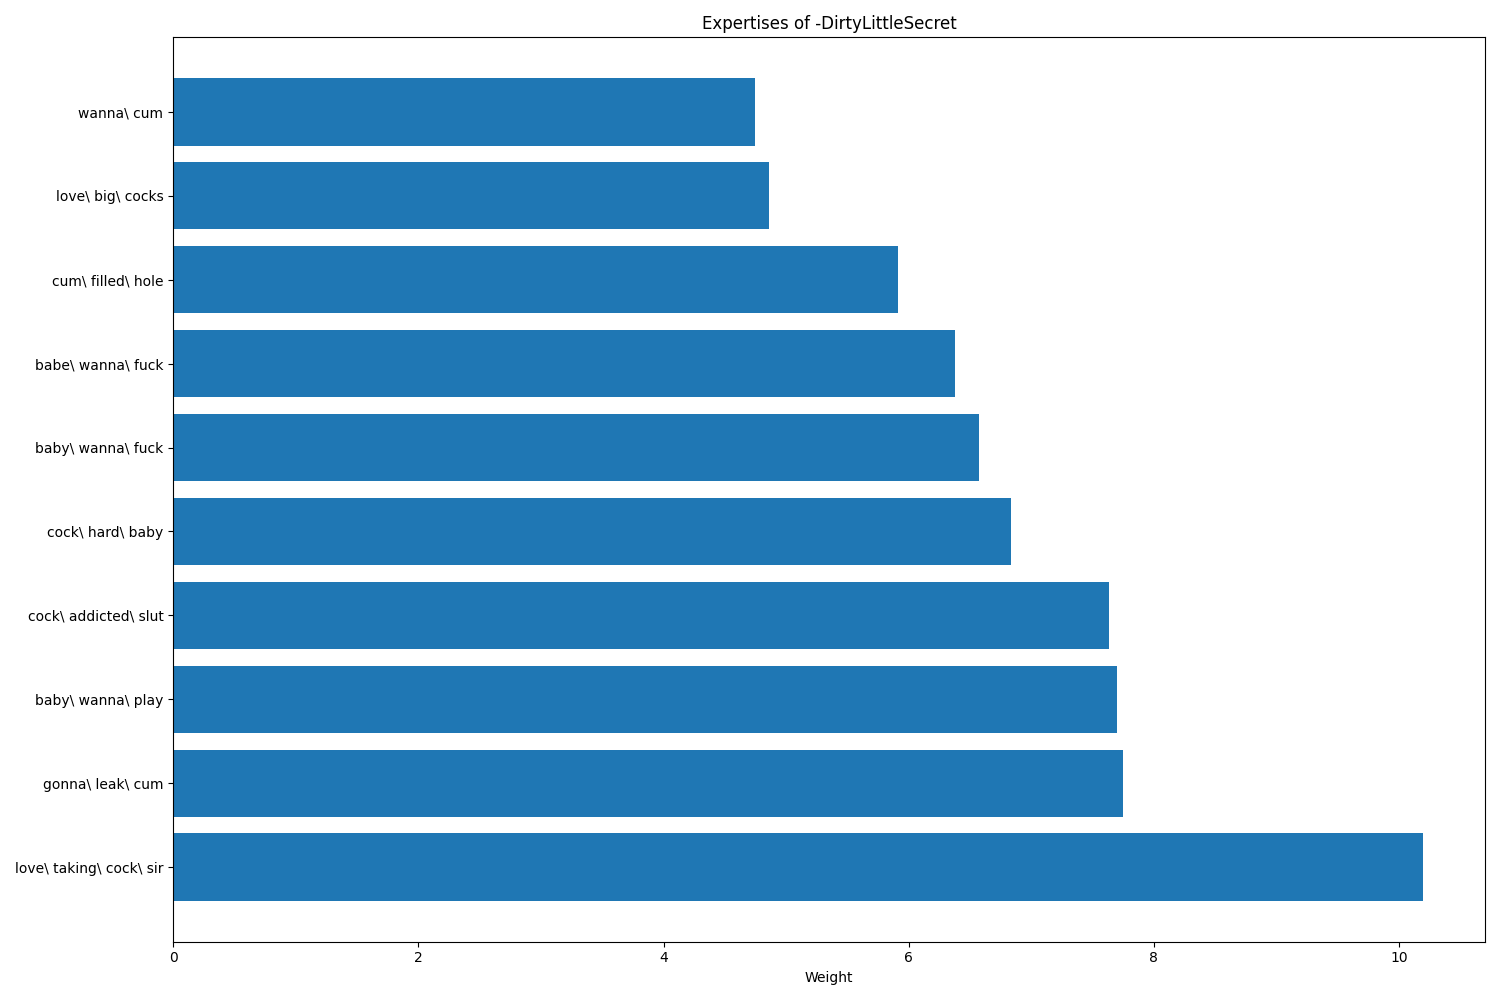 Expertises of -DirtyLittleSecret
wanna\ cum
love\ big\ cocks
cum\ filled\ hole
babe\ wanna\ fuck
baby\ wanna\ fuck
cock\ hard\ baby
cock\ addicted\ slut
baby\ wanna\ play
gonna\ leak\ cum
love\ taking\ cock\ sir
0 2 4 6 8 10
Weight